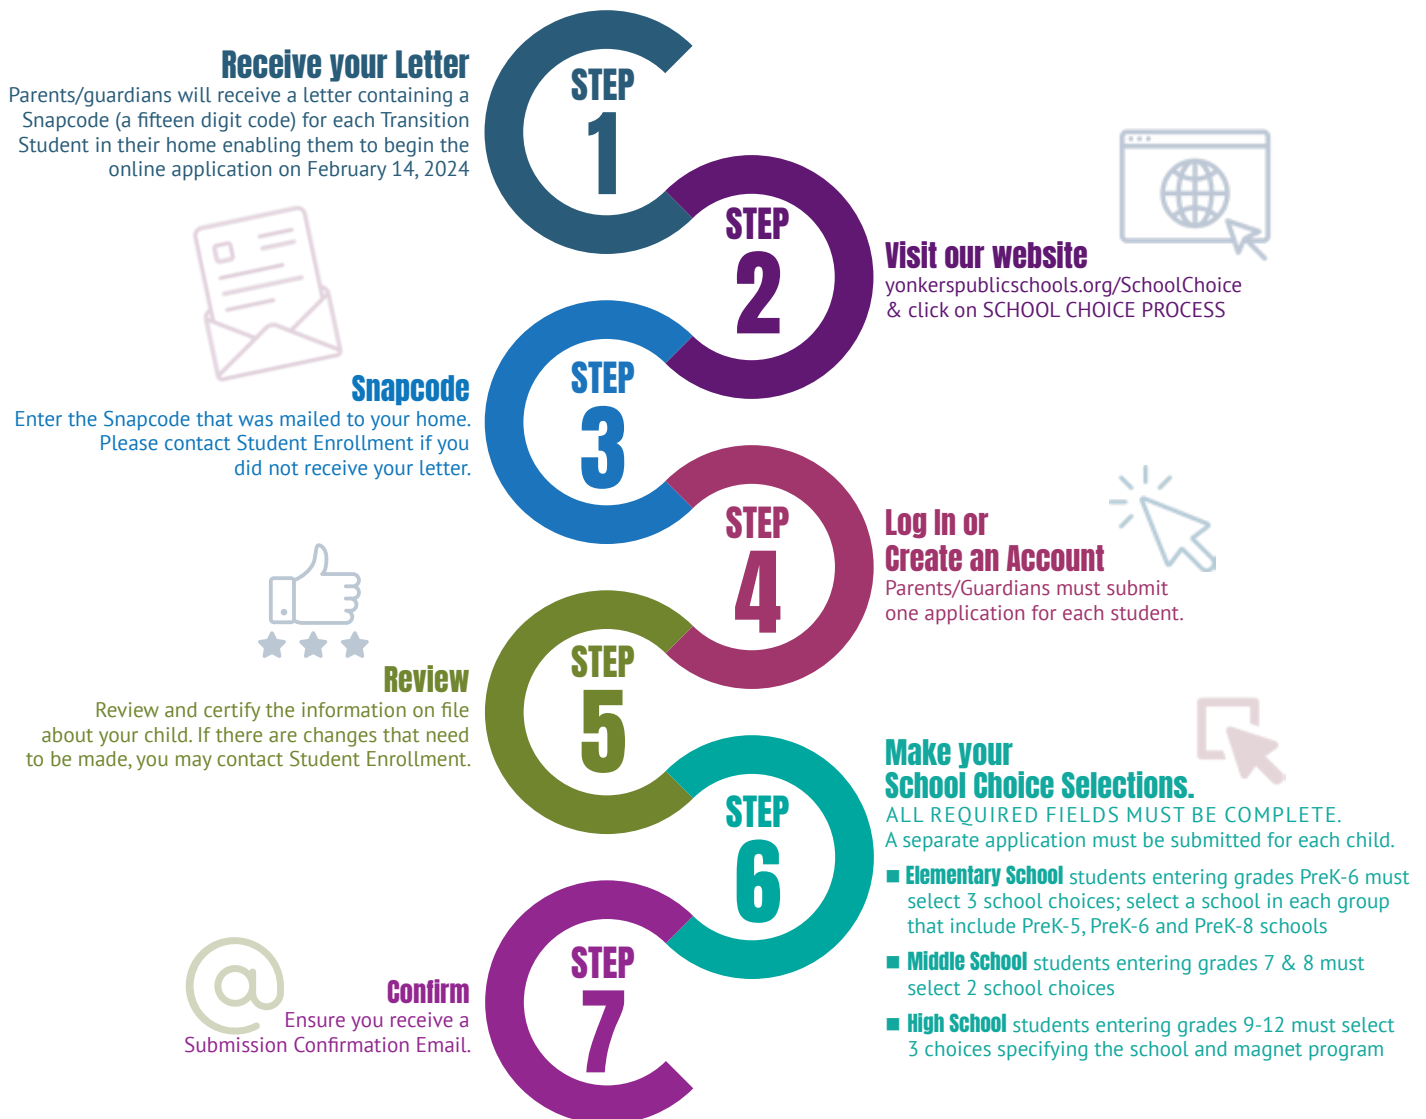 STEP
1
Receive your Letter
Parents/guardians will receive a letter containing a
Snapcode (a fifteen digit code) for each Transition
Student in their home enabling them to begin the
online application on February 14, 2024
STEP
2
Visit our website
yonkerspublicschools.org/SchoolChoice
& click on SCHOOL CHOICE PROCESS
STEP
3
Snapcode
Enter the Snapcode that was mailed to your home.
Please contact Student Enrollment if you
did not receive your letter.
STEP
4
Log In or
Create an Account
Parents/Guardians must submit
one application for each student.
STEP
5
Review
Review and certify the information on file
about your child. If there are changes that need
to be made, you may contact Student Enrollment.
STEP
6
Make your
School Choice Selections.
ALL REQUIRED FIELDS MUST BE COMPLETE.
A separate application must be submitted for each child.
■ Elementary School students entering grades PreK-6 must
select 3 school choices; select a school in each group
that include PreK-5, PreK-6 and PreK-8 schools
■ Middle School students entering grades 7 & 8 must
select 2 school choices
■ High School students entering grades 9-12 must select
3 choices specifying the school and magnet program
STEP
7
@
Confirm
Ensure you receive a
Submission Confirmation Email.